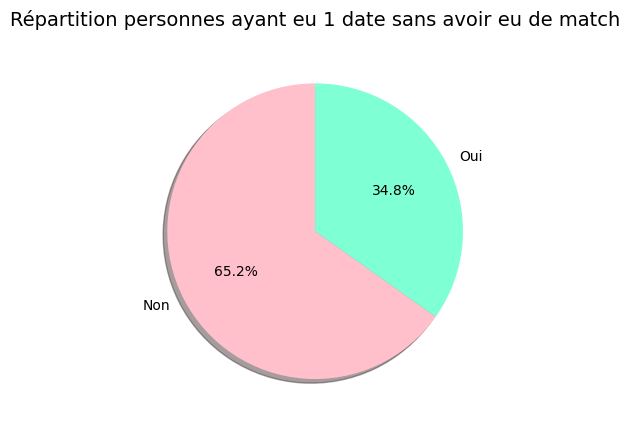 Répartition personnes ayant eu 1 date sans avoir eu de match
Oui
34.8%
65.2%
Non